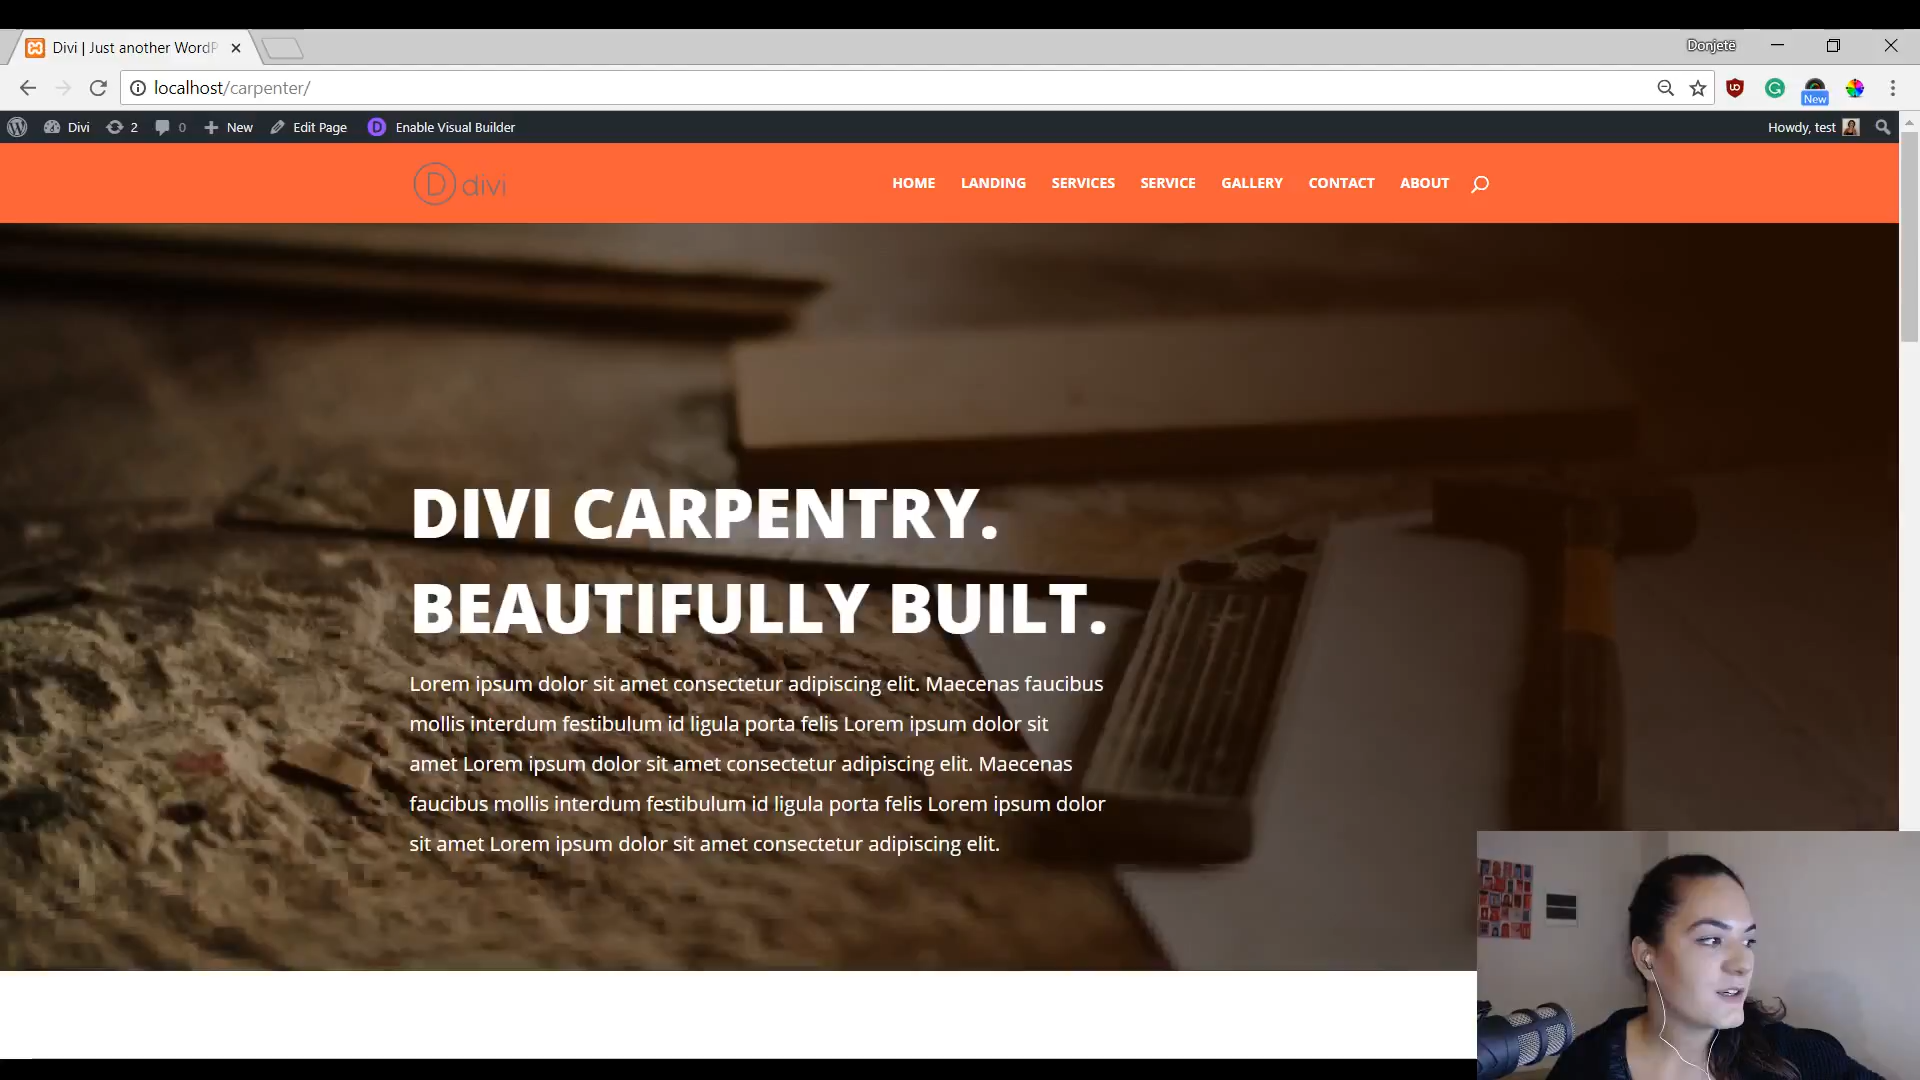 Divi | Just another WordP
Donjetë
localhost/carpenter/
New
Divi 2 0 New Edit Page Enable Visual Builder Howdy, test
D divi HOME LANDING SERVICES SERVICE GALLERY CONTACT ABOUT
DIVI CARPENTRY.
BEAUTIFULLY BUILT.
Lorem ipsum dolor sit amet consectetur adipiscing elit. Maecenas faucibus
mollis interdum festibulum id ligula porta felis Lorem ipsum dolor sit
amet Lorem ipsum dolor sit amet consectetur adipiscing elit. Maecenas
faucibus mollis interdum festibulum id ligula porta felis Lorem ipsum dolor
sit amet Lorem ipsum dolor sit amet consectetur adipiscing elit.